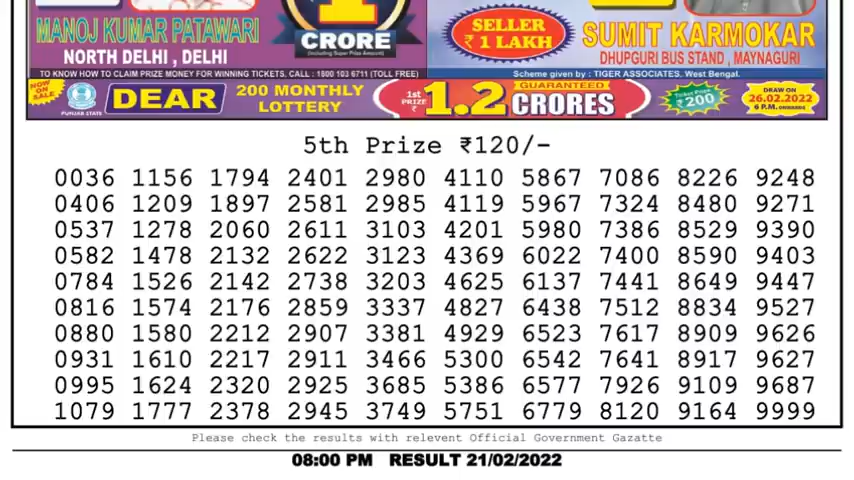 MANOJ KUMAR PATAWARI
NORTH DELHI , DELHI
1
CRORE
(Including Super Prize Amount)
SELLER
₹ 1 LAKH
SUMIT KARMOKAR
DHUPGURI BUS STAND , MAYNAGURI
TO KNOW HOW TO CLAIM PRIZE MONEY FOR WINNING TICKETS. CALL : 1800 103 6711 (TOLL FREE)
Scheme given by : TIGER ASSOCIATES. West Bengal.
NOW ON SALE
PUNJAB STATE
DEAR
200 MONTHLY
LOTTERY
1st PRIZE ₹
1.2
GUARANTEED
CRORES
Ticket Price
₹200
DRAW ON
26.02.2022
6 P.M. ONWARDS
5th Prize ₹120/-
0036 1156 1794 2401 2980 4110 5867 7086 8226 9248
0406 1209 1897 2581 2985 4119 5967 7324 8480 9271
0537 1278 2060 2611 3103 4201 5980 7386 8529 9390
0582 1478 2132 2622 3123 4369 6022 7400 8590 9403
0784 1526 2142 2738 3203 4625 6137 7441 8649 9447
0816 1574 2176 2859 3337 4827 6438 7512 8834 9527
0880 1580 2212 2907 3381 4929 6523 7617 8909 9626
0931 1610 2217 2911 3466 5300 6542 7641 8917 9627
0995 1624 2320 2925 3685 5386 6577 7926 9109 9687
1079 1777 2378 2945 3749 5751 6779 8120 9164 9999
Please check the results with relevent Official Government Gazatte
08:00 PM RESULT 21/02/2022